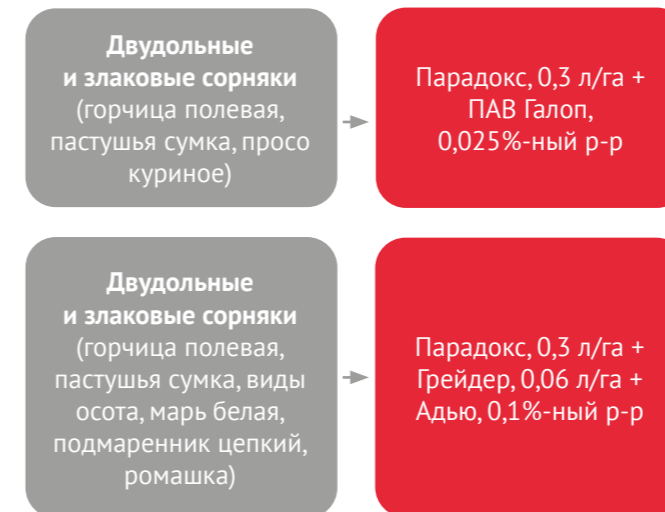 Двудольные
и злаковые сорняки
(горчица полевая,
пастушья сумка, просо
куриное)
Парадокс, 0,3 л/га +
ПАВ Галоп,
0,025%-ный р-р
Двудольные
и злаковые сорняки
(горчица полевая,
пастушья сумка, виды
осота, марь белая,
подмаренник цепкий,
ромашка)
Парадокс, 0,3 л/га +
Грейдер, 0,06 л/га +
Адью, 0,1%-ный р-р